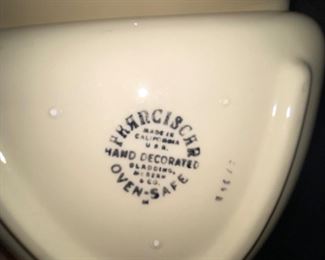 FRANCISCAN
MADE IN
CALIFORNIA
U.S.A.
HAND DECORATED
GLADDING,
McBEAN
& CO.
OVEN-SAFE